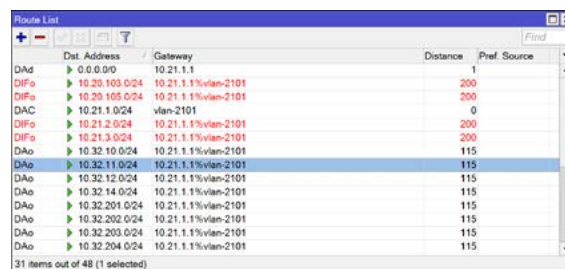 Route List
Find
Dst. Address Gateway Distance Pref. Source
DAd 0.0.0.0/0 10.21.1.1 1
DIFo 10.20.103.0/24 10.21.1.1%vlan-2101 200
DIFo 10.20.105.0/24 10.21.1.1%vlan-2101 200
DAC 10.21.1.0/24 vlan-2101 0
DIFo 10.21.2.0/24 10.21.1.1%vlan-2101 200
DIFo 10.21.3.0/24 10.21.1.1%vlan-2101 200
DAo 10.32.10.0/24 10.21.1.1%vlan-2101 115
DAo 10.32.11.0/24 10.21.1.1%vlan-2101 115
DAo 10.32.12.0/24 10.21.1.1%vlan-2101 115
DAo 10.32.14.0/24 10.21.1.1%vlan-2101 115
DAo 10.32.201.0/24 10.21.1.1%vlan-2101 115
DAo 10.32.202.0/24 10.21.1.1%vlan-2101 115
DAo 10.32.203.0/24 10.21.1.1%vlan-2101 115
DAo 10.32.204.0/24 10.21.1.1%vlan-2101 115
31 items out of 48 (1 selected)